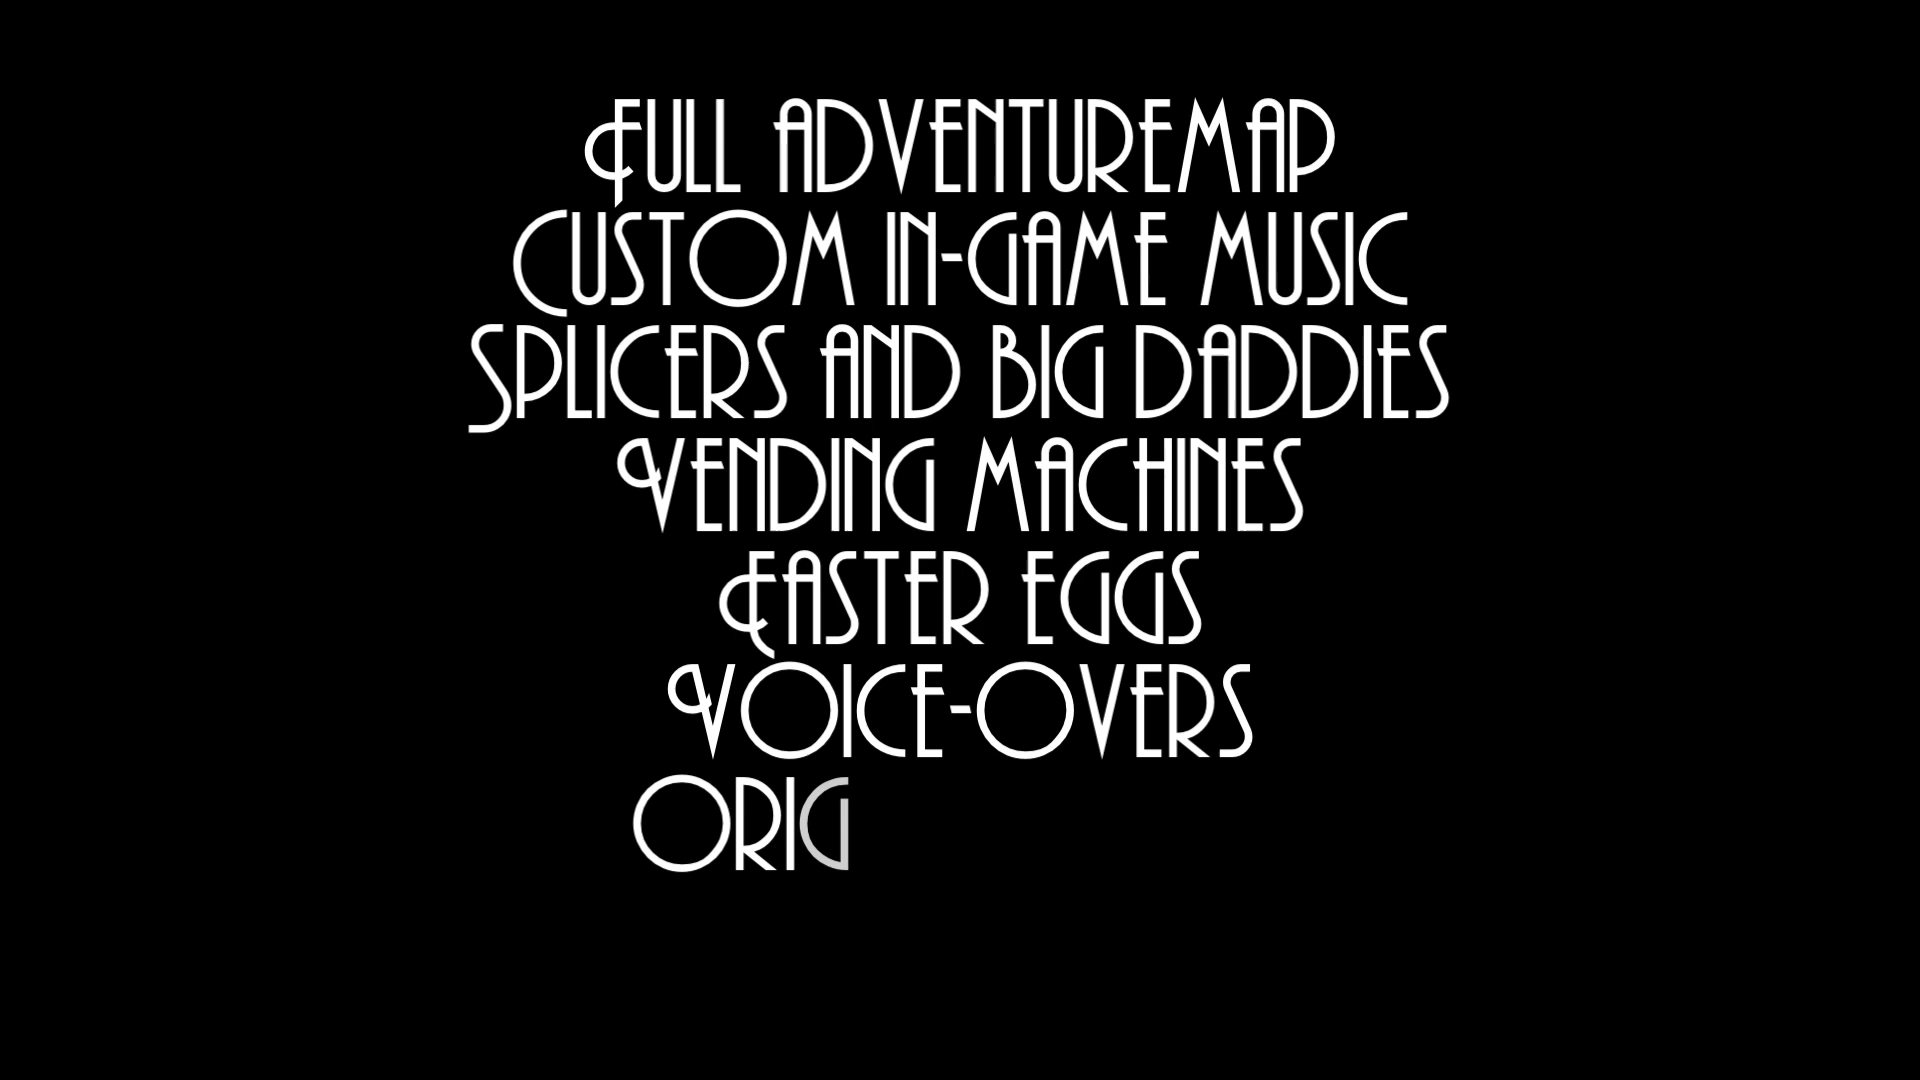 Full Adventuremap
Custom in-game music
Splicers and Big Daddies
Vending Machines
Easter Eggs
Voice-Overs
Orig